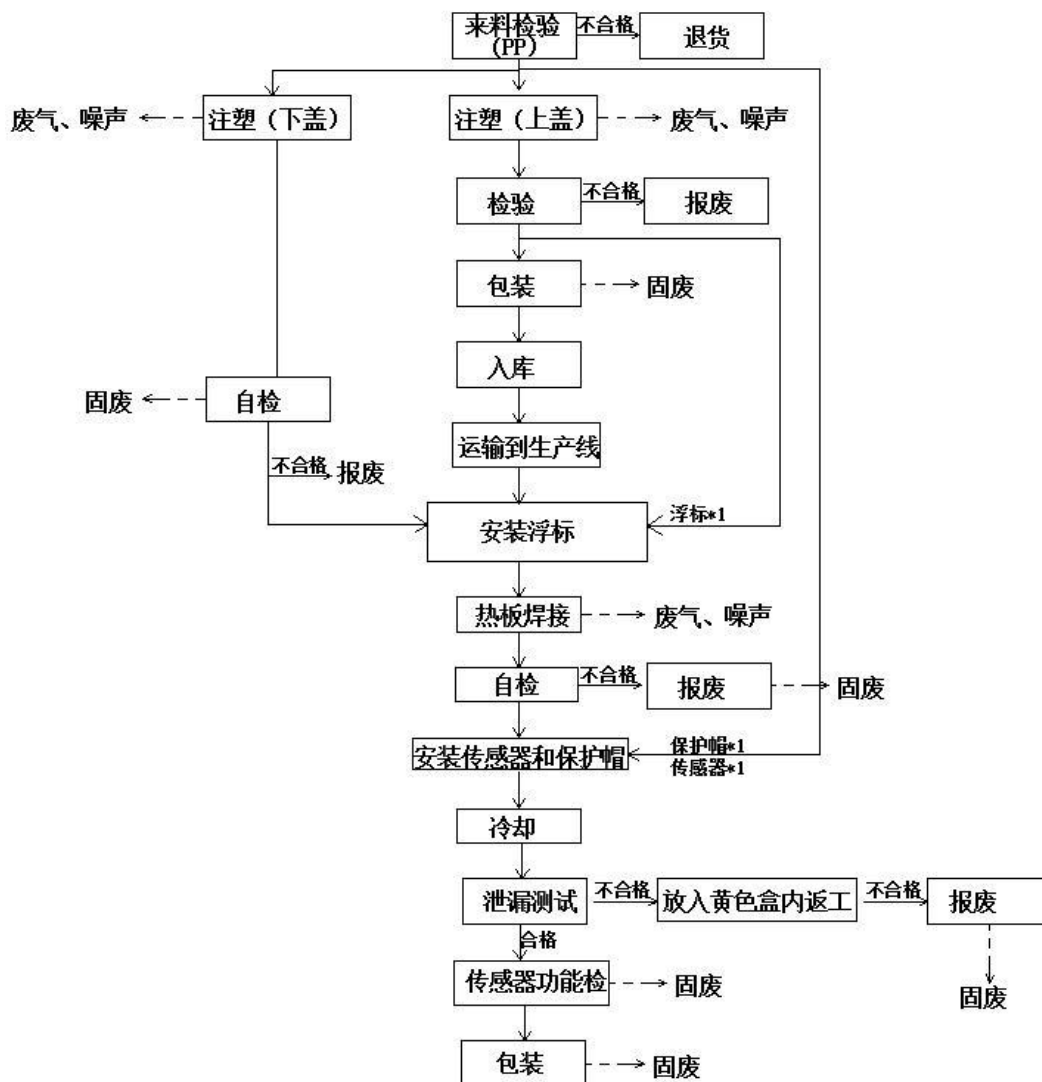 来料检验
(PP)
不合格
退货
废气、噪声
注塑（下盖）
注塑（上盖）
废气、噪声
检验
不合格
报废
包装
固废
入库
固废
自检
运输到生产线
不合格
报废
安装浮标
浮标*1
热板焊接
废气、噪声
自检
不合格
报废
固废
安装传感器和保护帽
保护帽*1
传感器*1
冷却
泄漏测试
不合格
放入黄色盒内返工
不合格
报废
合格
传感器功能检
固废
固废
包装
固废